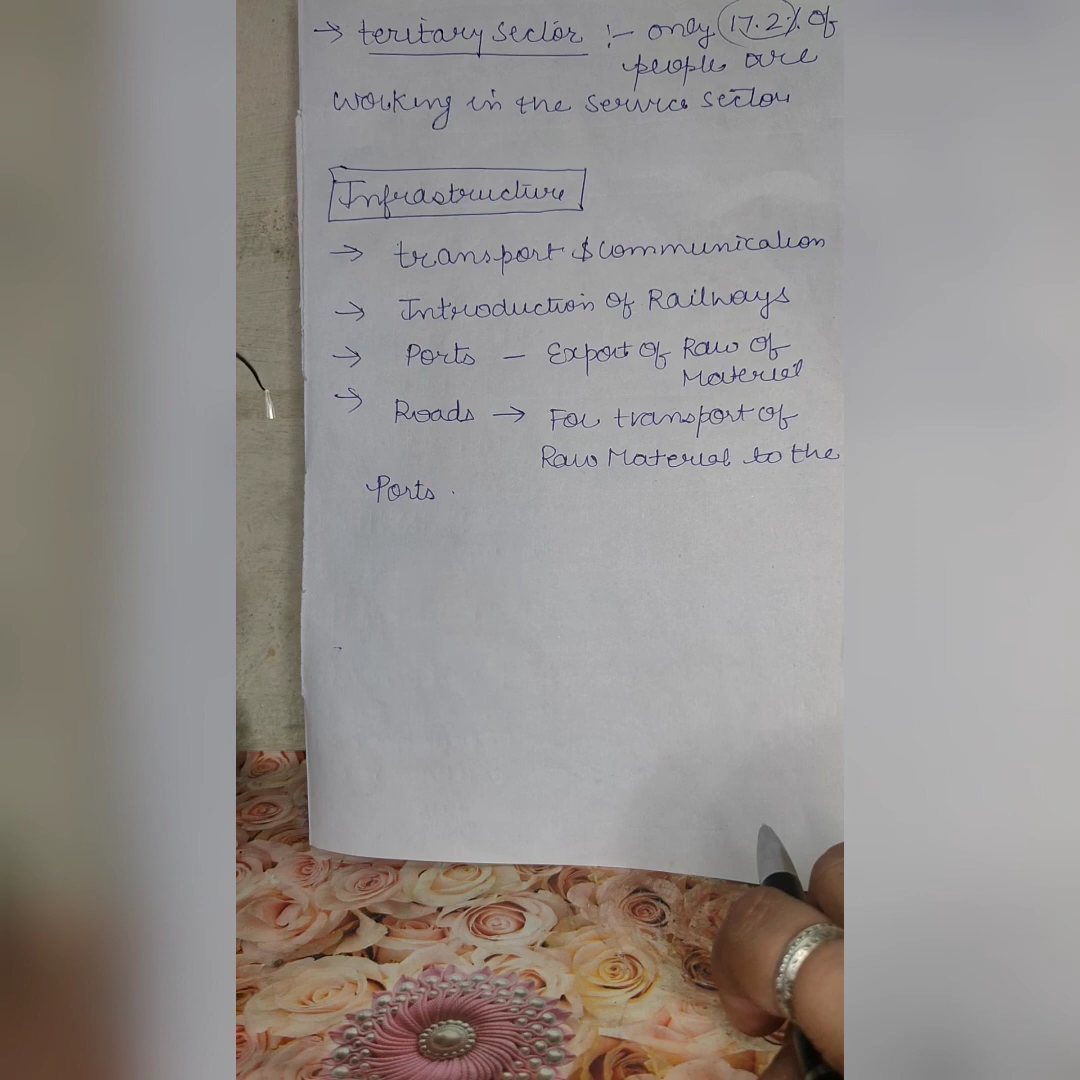 → teritary sector :- only 17.2% of
people are
working in the service sector
Infrastructure
→ transport & communication
→ Introduction of Railways
→ Ports - Export of Raw of
Material
→ Roads → For transport of
Raw Material to the
Ports.